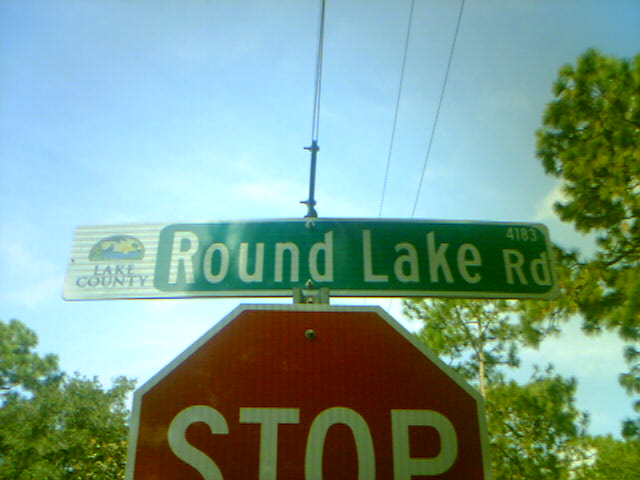 LAKE
COUNTY
Round Lake Rd
4183
STOP